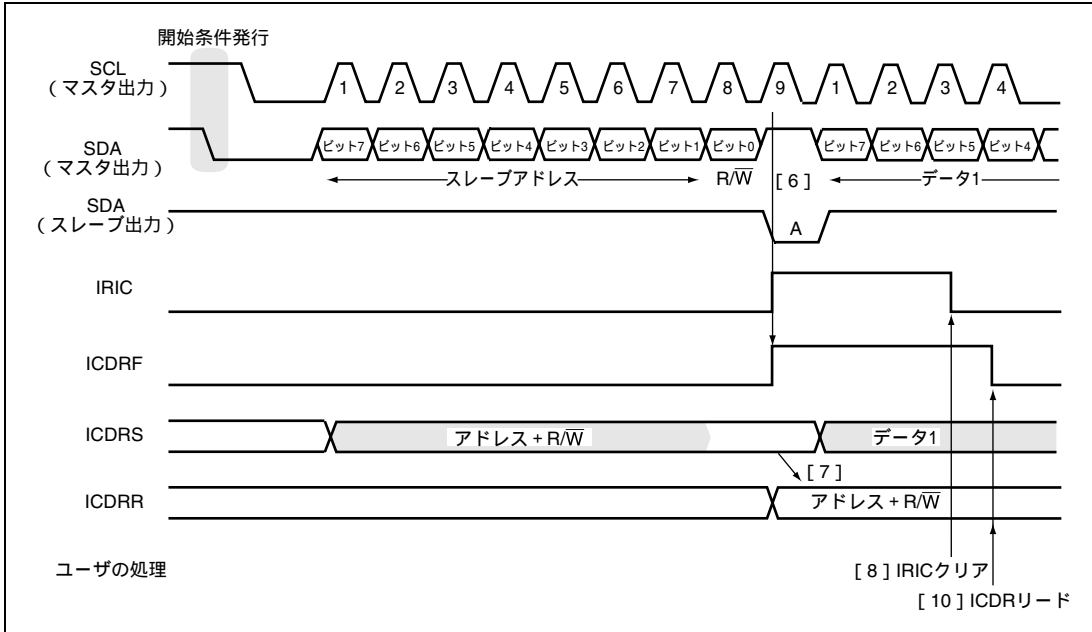 開始条件発行
SCL
(マスタ出力)
1 2 3 4 5 6 7 8 9 1 2 3 4
SDA
(マスタ出力)
ビット7 ビット6 ビット5 ビット4 ビット3 ビット2 ビット1 ビット0 ビット7 ビット6 ビット5 ビット4
スレーブアドレス R/W̅ [6] データ1
SDA
(スレーブ出力)
A
IRIC
ICDRF
ICDRS アドレス+R/W̅ データ1
[7]
ICDRR アドレス+R/W̅
ユーザの処理
[8] IRICクリア
[10] ICDRリード